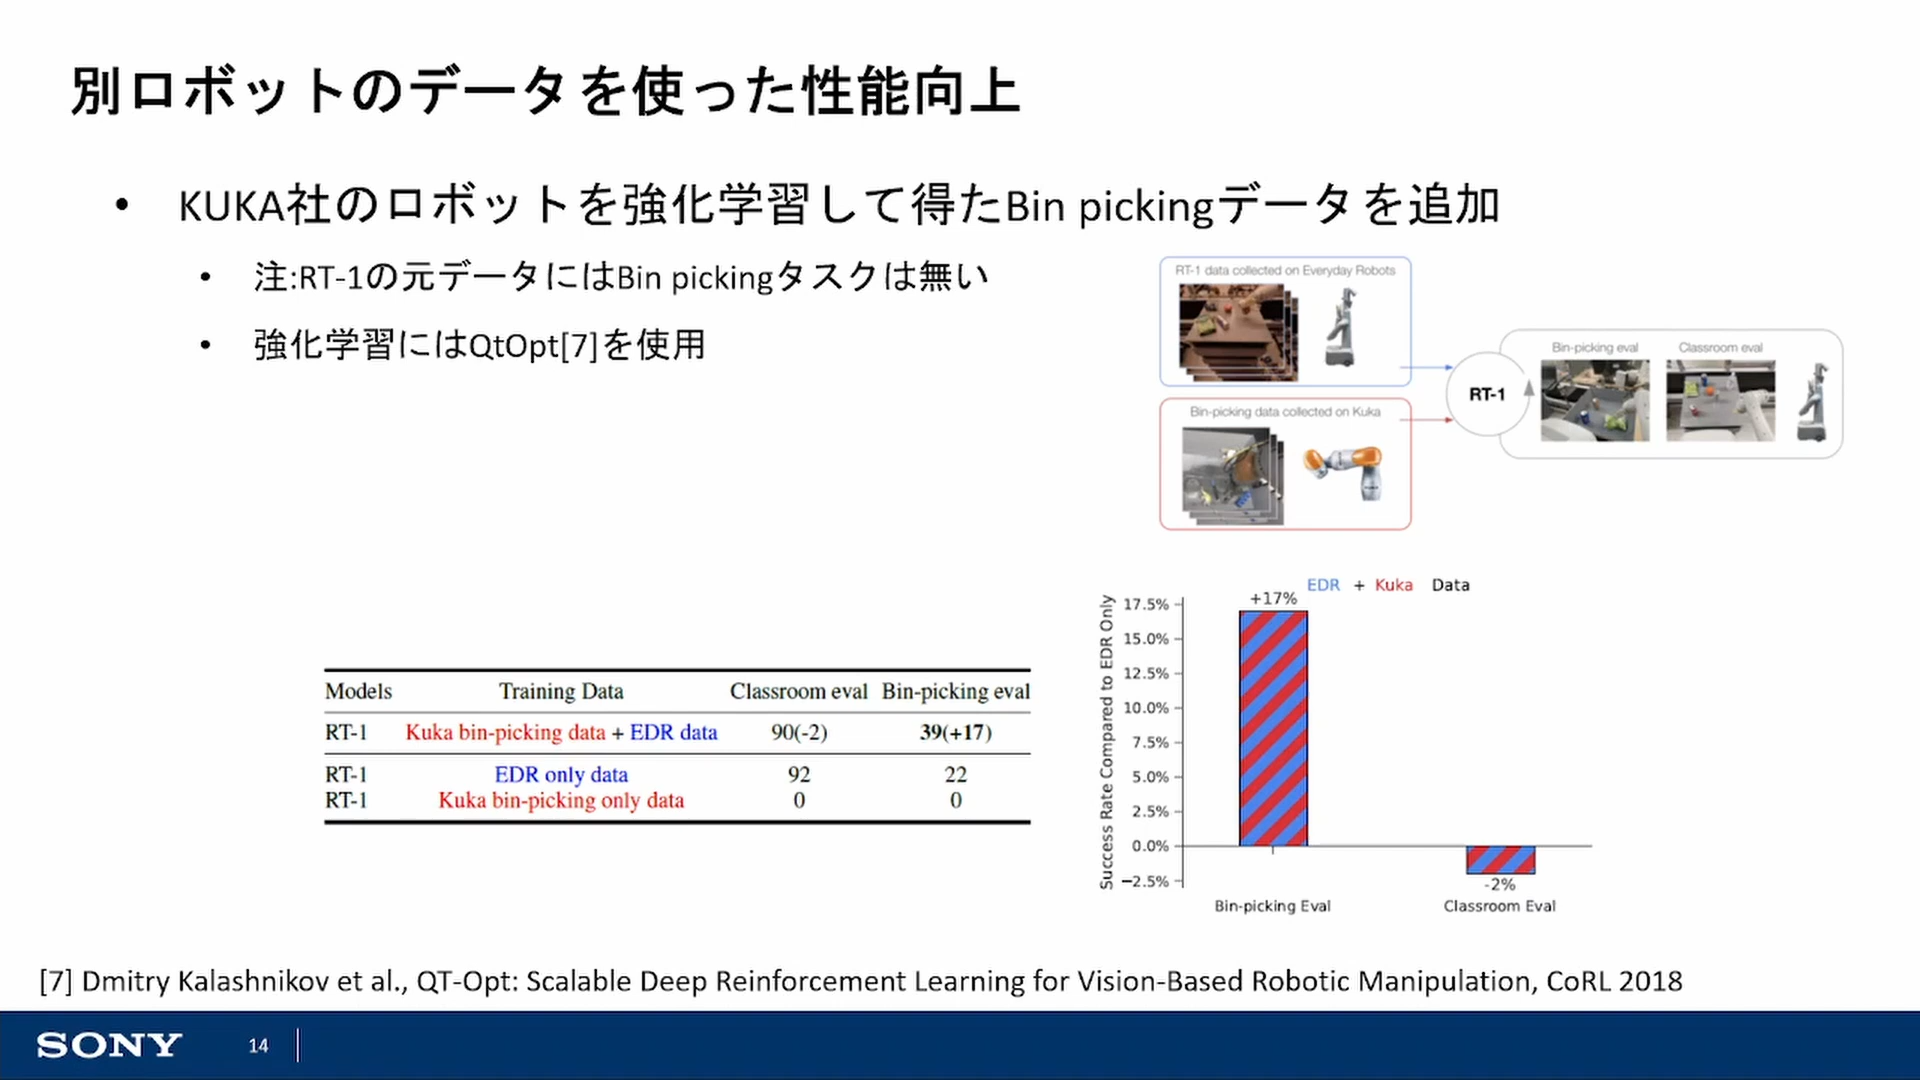 別ロボットのデータを使った性能向上
• KUKA社のロボットを強化学習して得たBin pickingデータを追加
• 注:RT-1の元データにはBin pickingタスクは無い
• 強化学習にはQtOpt[7]を使用
RT-1 data collected on Everyday Robots
Bin-picking data collected on Kuka
RT-1
Bin-picking eval Classroom eval
Models Training Data Classroom eval Bin-picking eval
RT-1 Kuka bin-picking data + EDR data 90(-2) 39(+17)
RT-1 EDR only data 92 22
RT-1 Kuka bin-picking only data 0 0
EDR + Kuka Data
Success Rate Compared to EDR Only
17.5%
15.0%
12.5%
10.0%
7.5%
5.0%
2.5%
0.0%
−2.5%
+17%
-2%
Bin-picking Eval Classroom Eval
[7] Dmitry Kalashnikov et al., QT-Opt: Scalable Deep Reinforcement Learning for Vision-Based Robotic Manipulation, CoRL 2018
SONY 14